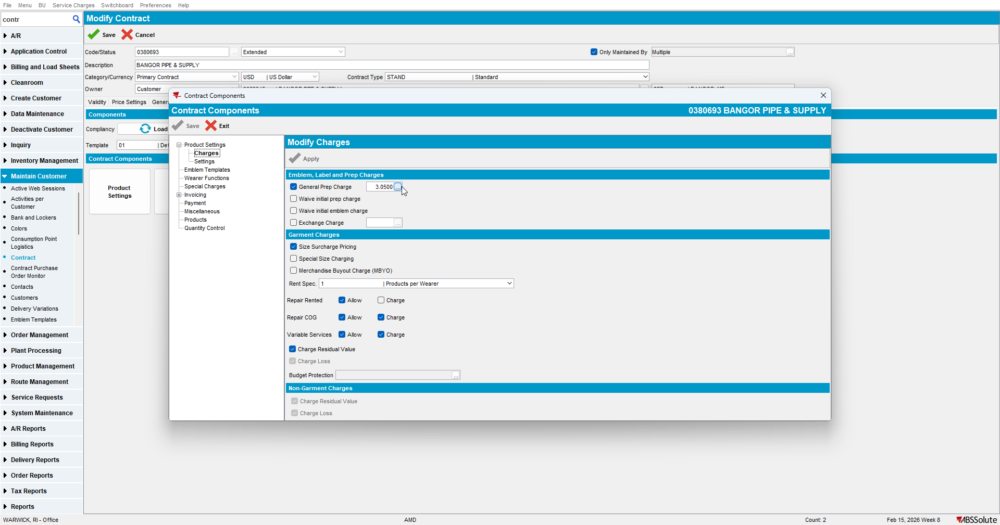 File Menu BU Service Charges Switchboard Preferences Help
contr
Modify Contract
Save Cancel
Code/Status 0380693 ... Extended Only Maintained By Multiple ...
Description BANGOR PIPE & SUPPLY
Category/Currency Primary Contract USD | US Dollar Contract Type STAND | Standard
Owner Customer
Validity Price Settings Genera
Components
Compliancy Load
Template 01 | Def
Contract Components
Product
Settings
A/R
Application Control
Billing and Load Sheets
Cleanroom
Create Customer
Data Maintenance
Deactivate Customer
Inquiry
Inventory Management
Maintain Customer
Active Web Sessions
Activities per
Customer
Bank and Lockers
Colors
Consumption Point
Logistics
Contract
Contract Purchase
Order Monitor
Contacts
Customers
Delivery Variations
Emblem Templates
Order Management
Plant Processing
Product Management
Route Management
Service Requests
System Maintenance
A/R Reports
Billing Reports
Delivery Reports
Order Reports
Tax Reports
Reports
Contract Components
Contract Components 0380693 BANGOR PIPE & SUPPLY
Save Exit
Product Settings
Charges
Settings
Emblem Templates
Wearer Functions
Special Charges
Invoicing
Payment
Miscellaneous
Products
Quantity Control
Modify Charges
Apply
Emblem, Label and Prep Charges
General Prep Charge 3.0500 ...
Waive initial prep charge
Waive initial emblem charge
Exchange Charge ...
Garment Charges
Size Surcharge Pricing
Special Size Charging
Merchandise Buyout Charge (MBYO)
Rent Spec. 1 | Products per Wearer
Repair Rented Allow Charge
Repair COG Allow Charge
Variable Services Allow Charge
Charge Residual Value
Charge Loss
Budget Protection ...
Non-Garment Charges
Charge Residual Value
Charge Loss
WARWICK, RI - Office AMD Count: 2 Feb 15, 2026 Week 8 ABSSolute